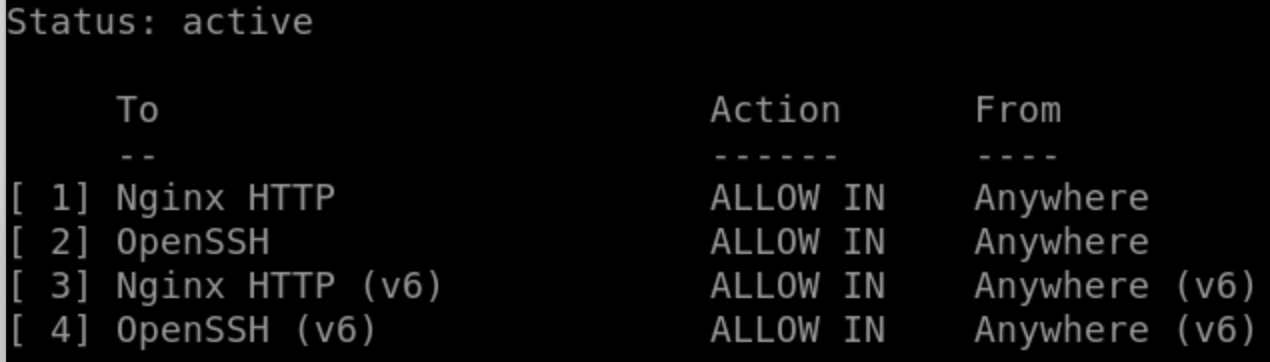 Status: active
To Action From
-- ------ ----
[ 1] Nginx HTTP ALLOW IN Anywhere
[ 2] OpenSSH ALLOW IN Anywhere
[ 3] Nginx HTTP (v6) ALLOW IN Anywhere (v6)
[ 4] OpenSSH (v6) ALLOW IN Anywhere (v6)